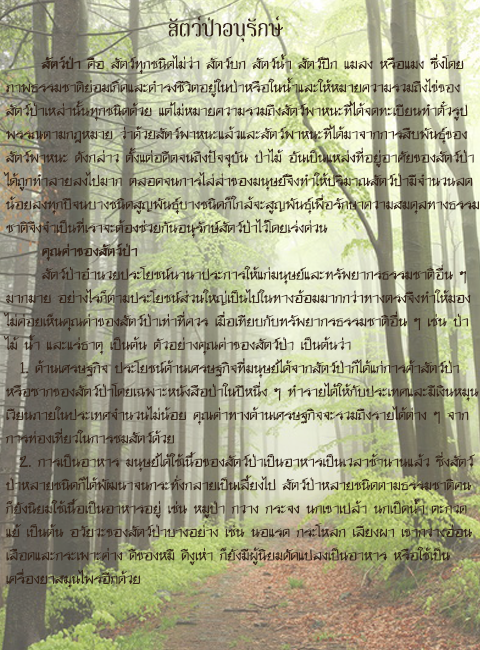 สัตว์ป่าอนุรักษ์
สัตว์ป่า คือ สัตว์ทุกชนิดไม่ว่า สัตว์บก สัตว์น้ำ สัตว์ปีก แมลง หรือแมง ซึ่งโดย
ภาพธรรมชาติย่อมเกิดและดำรงชีวิตอยู่ในป่าหรือในน้ำและให้หมายความรวมถึงไข่ของ
สัตว์ป่าเหล่านั้นทุกชนิดด้วย แต่ไม่หมายความรวมถึงสัตว์พาหนะที่ได้จดทะเบียนทำตั๋วรูป
พรรณตามกฎหมาย ว่าด้วยสัตว์พาหนะแล้วและสัตว์พาหนะที่ได้มาจากการสืบพันธุ์ของ
สัตว์พาหนะ ดังกล่าว ตั้งแต่อดีตจนถึงปัจจุบัน ป่าไม้ อันเป็นแหล่งที่อยู่อาศัยของสัตว์ป่า
ได้ถูกทำลายลงไปมาก ตลอดจนการไล่ล่าของมนุษย์จึงทำให้ปริมาณสัตว์ป่ามีจำนวนลด
น้อยลงทุกปีจนบางชนิดสูญพันธุ์บางชนิดก็ใกล้จะสูญพันธุ์เพื่อรักษาความสมดุลทางธรรม
ชาติจึงจำเป็นที่เราจะต้องช่วยกันอนุรักษ์สัตว์ป่าไว้โดยเร่งด่วน
คุณค่าของสัตว์ป่า
สัตว์ป่าอำนวยประโยชน์นานาประการให้แก่มนุษย์และทรัพยากรธรรมชาติอื่น ๆ
มากมาย อย่างไรก็ตามประโยชน์ส่วนใหญ่เป็นไปในทางอ้อมมากกว่าทางตรงจึงทำให้มอง
ไม่ค่อยเห็นคุณค่าของสัตว์ป่าเท่าที่ควร เมื่อเทียบกับทรัพยากรธรรมชาติอื่น ๆ เช่น ป่า
ไม้ น้ำ และแร่ธาตุ เป็นต้น ตัวอย่างคุณค่าของสัตว์ป่า เป็นต้นว่า
1. ด้านเศรษฐกิจ ประโยชน์ด้านเศรษฐกิจที่มนุษย์ได้จากสัตว์ป่าก็ได้แก่การค้าสัตว์ป่า
หรือซากของสัตว์ป่าโดยเฉพาะหนังสือป่าในปีหนึ่ง ๆ ทำรายได้ให้กับประเทศและมีเงินหมุน
เวียนภายในประเทศจำนวนไม่น้อย คุณค่าทางด้านเศรษฐกิจจะรวมถึงรายได้ต่าง ๆ จาก
การท่องเที่ยวในการชมสัตว์ด้วย
2. การเป็นอาหาร มนุษย์ได้ใช้เนื้อของสัตว์ป่าเป็นอาหารเป็นเวลาช้านานแล้ว ซึ่งสัตว์
ป่าหลายชนิดก็ได้พัฒนาจนกระทั่งกลายเป็นเลี้ยงไป สัตว์ป่าหลายชนิดตามธรรมชาติคน
ก็ยังนิยมใช้เนื้อเป็นอาหารอยู่ เช่น หมูป่า กวาง กระจง นกเขาเปล้า นกเป็ดน้ำ ตะกวด
แย้ เป็นต้น อวัยวะของสัตว์ป่าบางอย่าง เช่น นอแรด กระโหลก เลียงผา เขากวางอ่อน
เลือดและกระเพาะค่าง ดีของหมี ดีงูเห่า ก็ยังมีผู้นิยมดัดแปลงเป็นอาหาร หรือใช้เป็น
เครื่องยาสมุนไพรอีกด้วย